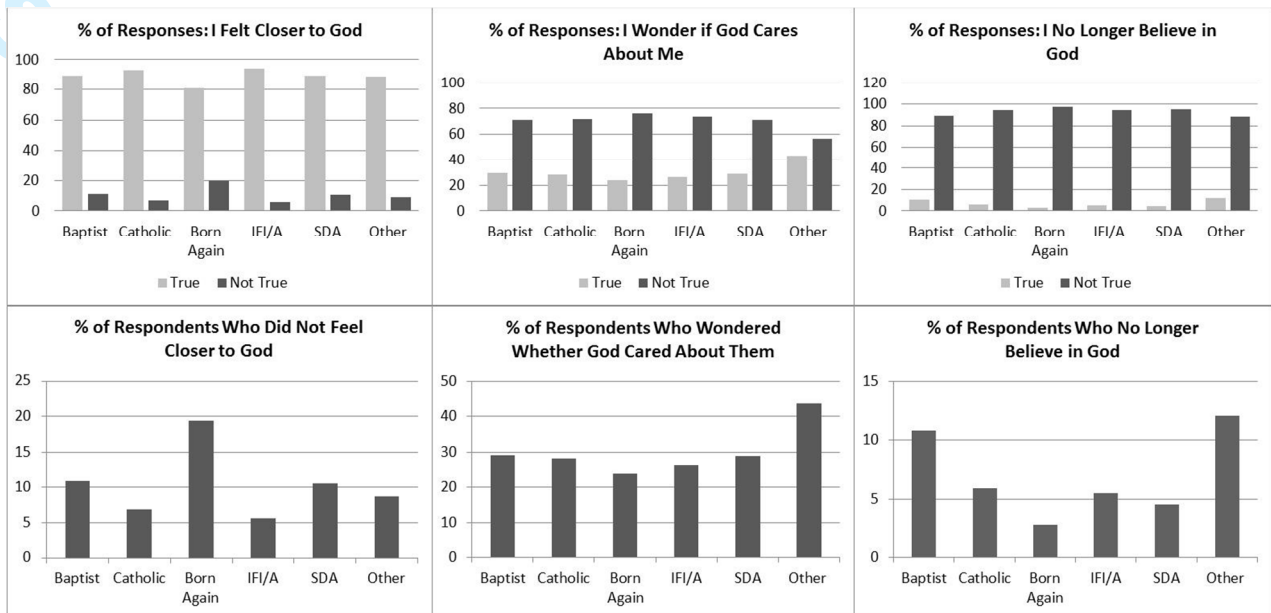 % of Responses: I Felt Closer to God
100
80
60
40
20
0
Baptist Catholic Born Again IFI/A SDA Other
True Not True
% of Responses: I Wonder if God Cares
About Me
100
80
60
40
20
0
Baptist Catholic Born Again IFI/A SDA Other
True Not True
% of Responses: I No Longer Believe in
God
120
100
80
60
40
20
0
Baptist Catholic Born Again IFI/A SDA Other
True Not True
% of Respondents Who Did Not Feel
Closer to God
25
20
15
10
5
0
Baptist Catholic Born Again IFI/A SDA Other
% of Respondents Who Wondered
Whether God Cared About Them
50
40
30
20
10
0
Baptist Catholic Born Again IFI/A SDA Other
% of Respondents Who No Longer
Believe in God
15
10
5
0
Baptist Catholic Born Again IFI/A SDA Other